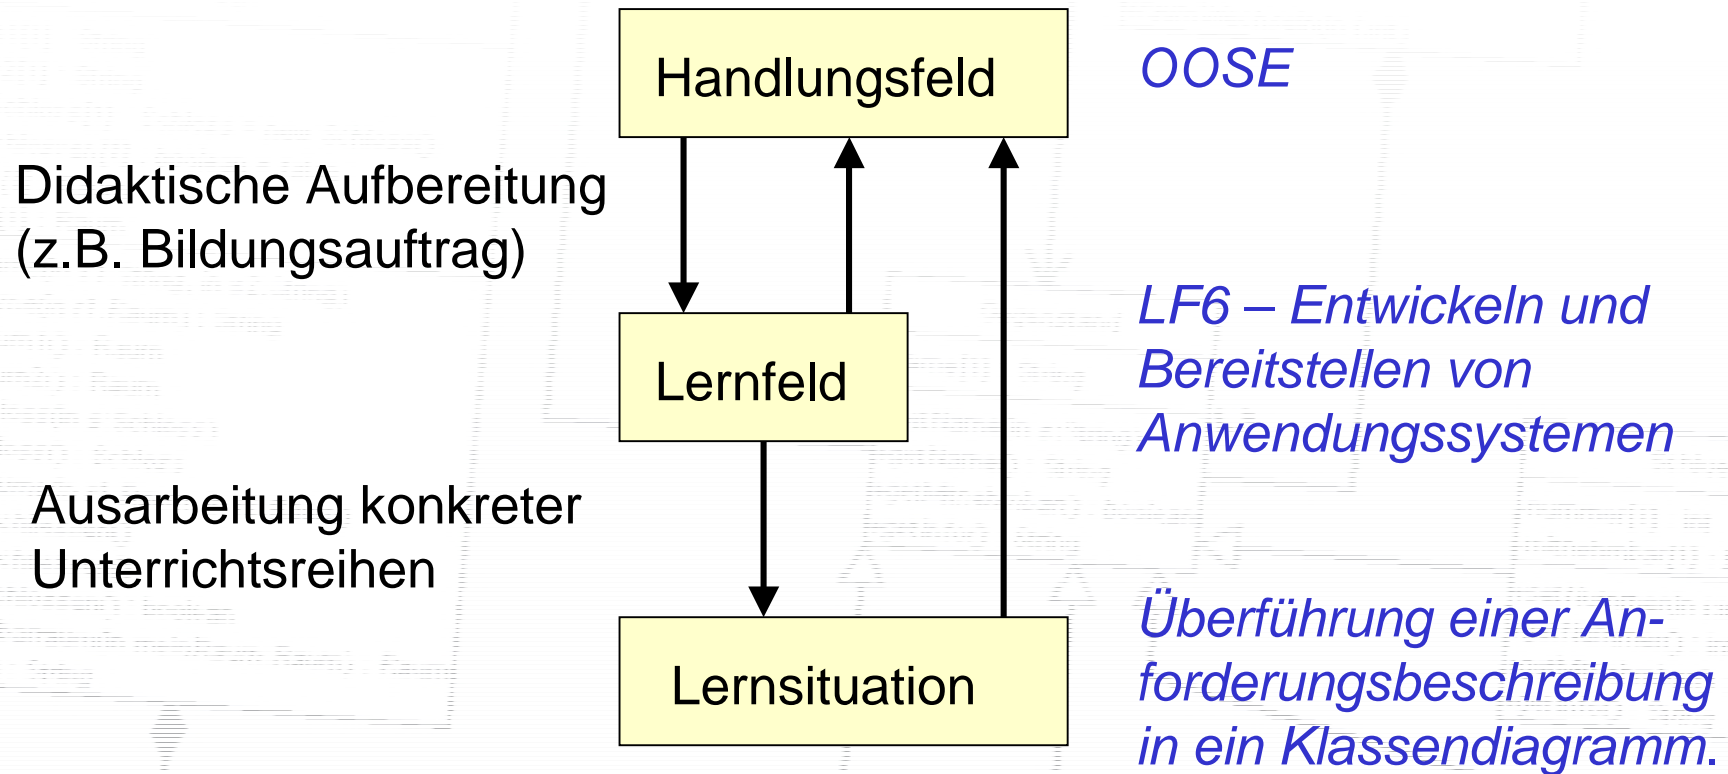 Handlungsfeld
OOSE
Didaktische Aufbereitung
(z.B. Bildungsauftrag)
Lernfeld
LF6 – Entwickeln und
Bereitstellen von
Anwendungssystemen
Ausarbeitung konkreter
Unterrichtsreihen
Lernsituation
Überführung einer An-
forderungsbeschreibung
in ein Klassendiagramm.